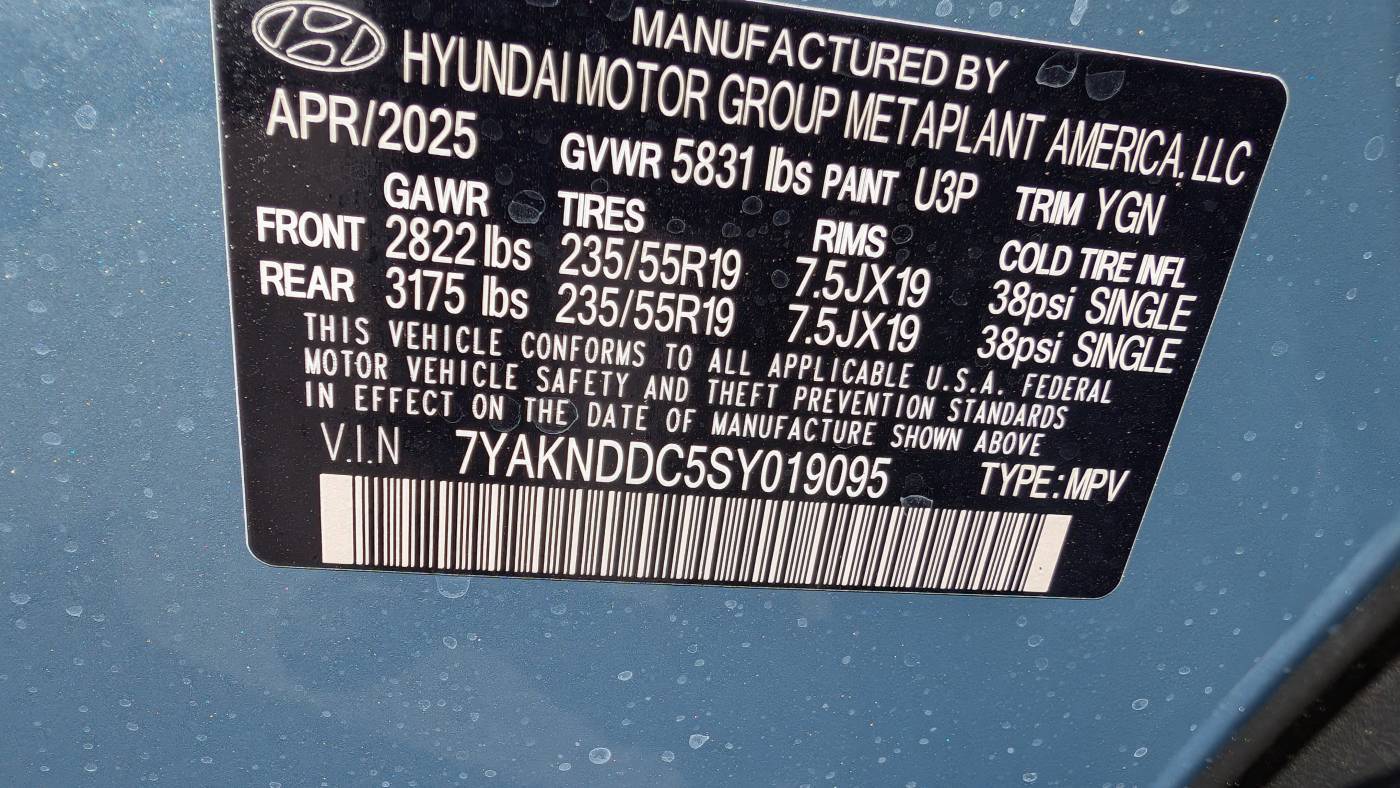 MANUFACTURED BY
HYUNDAI MOTOR GROUP METAPLANT AMERICA, LLC
APR/2025 GVWR 5831 lbs PAINT U3P TRIM YGN
GAWR TIRES RIMS COLD TIRE INFL
FRONT 2822 lbs 235/55R19 7.5JX19 38psi SINGLE
REAR 3175 lbs 235/55R19 7.5JX19 38psi SINGLE
THIS VEHICLE CONFORMS TO ALL APPLICABLE U.S.A. FEDERAL
MOTOR VEHICLE SAFETY AND THEFT PREVENTION STANDARDS
IN EFFECT ON THE DATE OF MANUFACTURE SHOWN ABOVE
V.I.N 7YAKNDDC5SY019095 TYPE:MPV